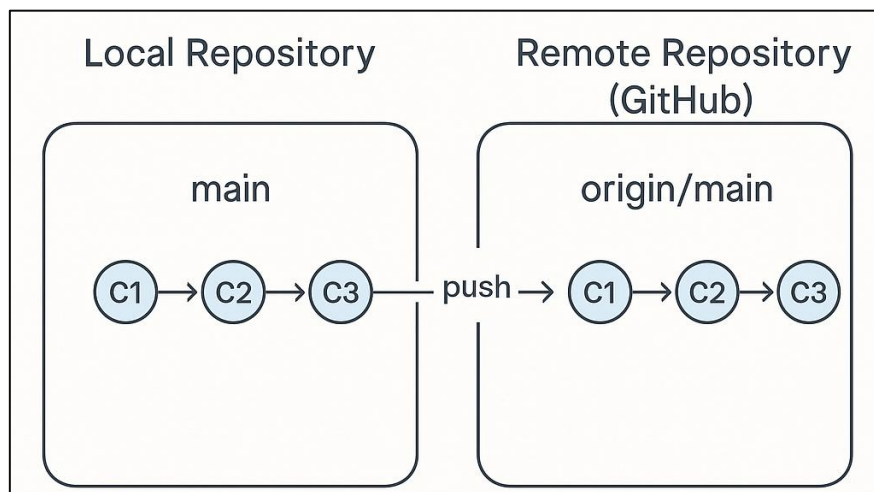 Local Repository
Remote Repository
(GitHub)
main
origin/main
C1
C2
C3
push
C1
C2
C3